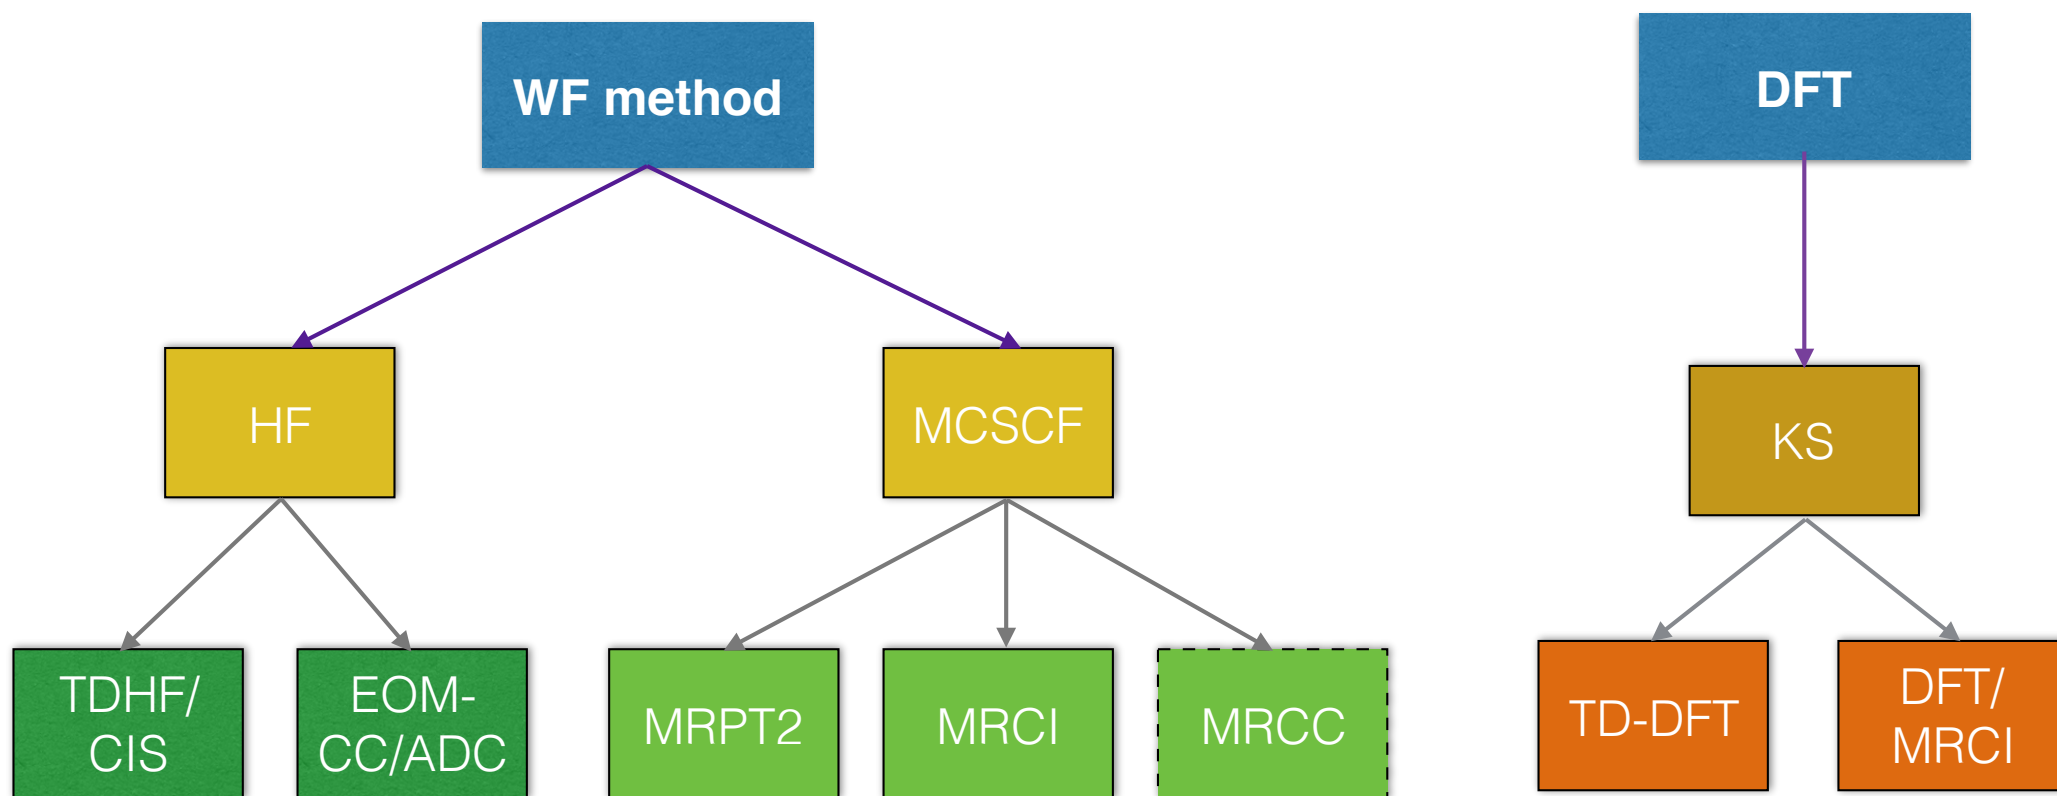 WF method
DFT
HF
MCSCF
KS
TDHF/
CIS
EOM-
CC/ADC
MRPT2
MRCI
MRCC
TD-DFT
DFT/
MRCI